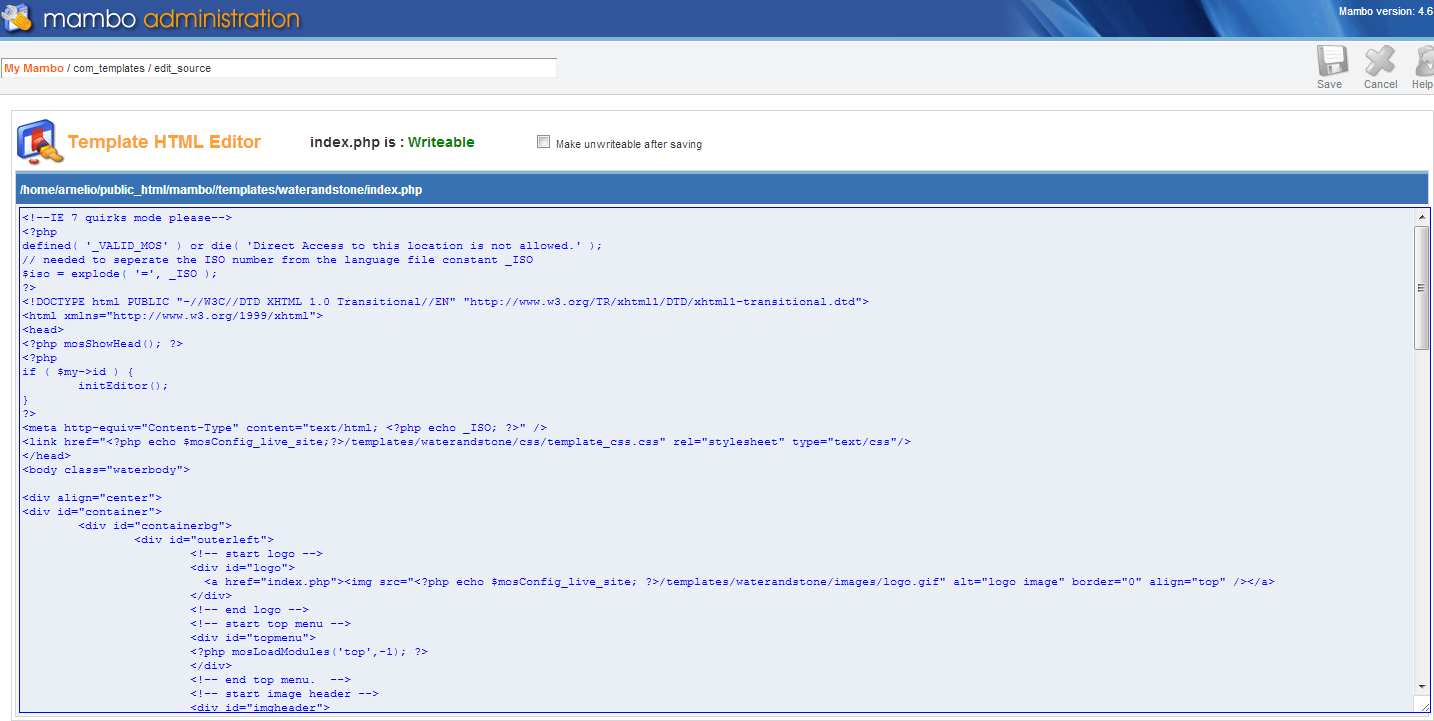 mambo administration
Mambo version: 4.6
My Mambo / com_templates / edit_source
Save Cancel Help
Template HTML Editor index.php is : Writeable Make unwriteable after saving
/home/arnelio/public_html/mambo//templates/waterandstone/index.php
<!--IE 7 quirks mode please-->
<?php
defined( '_VALID_MOS' ) or die( 'Direct Access to this location is not allowed.' );
// needed to seperate the ISO number from the language file constant _ISO
$iso = explode( '=', _ISO );
?>
<!DOCTYPE html PUBLIC "-//W3C//DTD XHTML 1.0 Transitional//EN" "http://www.w3.org/TR/xhtml1/DTD/xhtml1-transitional.dtd">
<html xmlns="http://www.w3.org/1999/xhtml">
<head>
<?php mosShowHead(); ?>
<?php
if ( $my->id ) {
        initEditor();
}
?>
<meta http-equiv="Content-Type" content="text/html; <?php echo _ISO; ?>" />
<link href="<?php echo $mosConfig_live_site;?>/templates/waterandstone/css/template_css.css" rel="stylesheet" type="text/css"/>
</head>
<body class="waterbody">
<div align="center">
<div id="container">
        <div id="containerbg">
                <div id="outerleft">
                        <!-- start logo -->
                        <div id="logo">
                          <a href="index.php"><img src="<?php echo $mosConfig_live_site; ?>/templates/waterandstone/images/logo.gif" alt="logo image" border="0" align="top" /></a>
                        </div>
                        <!-- end logo -->
                        <!-- start top menu -->
                        <div id="topmenu">
                        <?php mosLoadModules('top',-1); ?>
                        </div>
                        <!-- end top menu.  -->
                        <!-- start image header -->
                        <div id="imgheader">